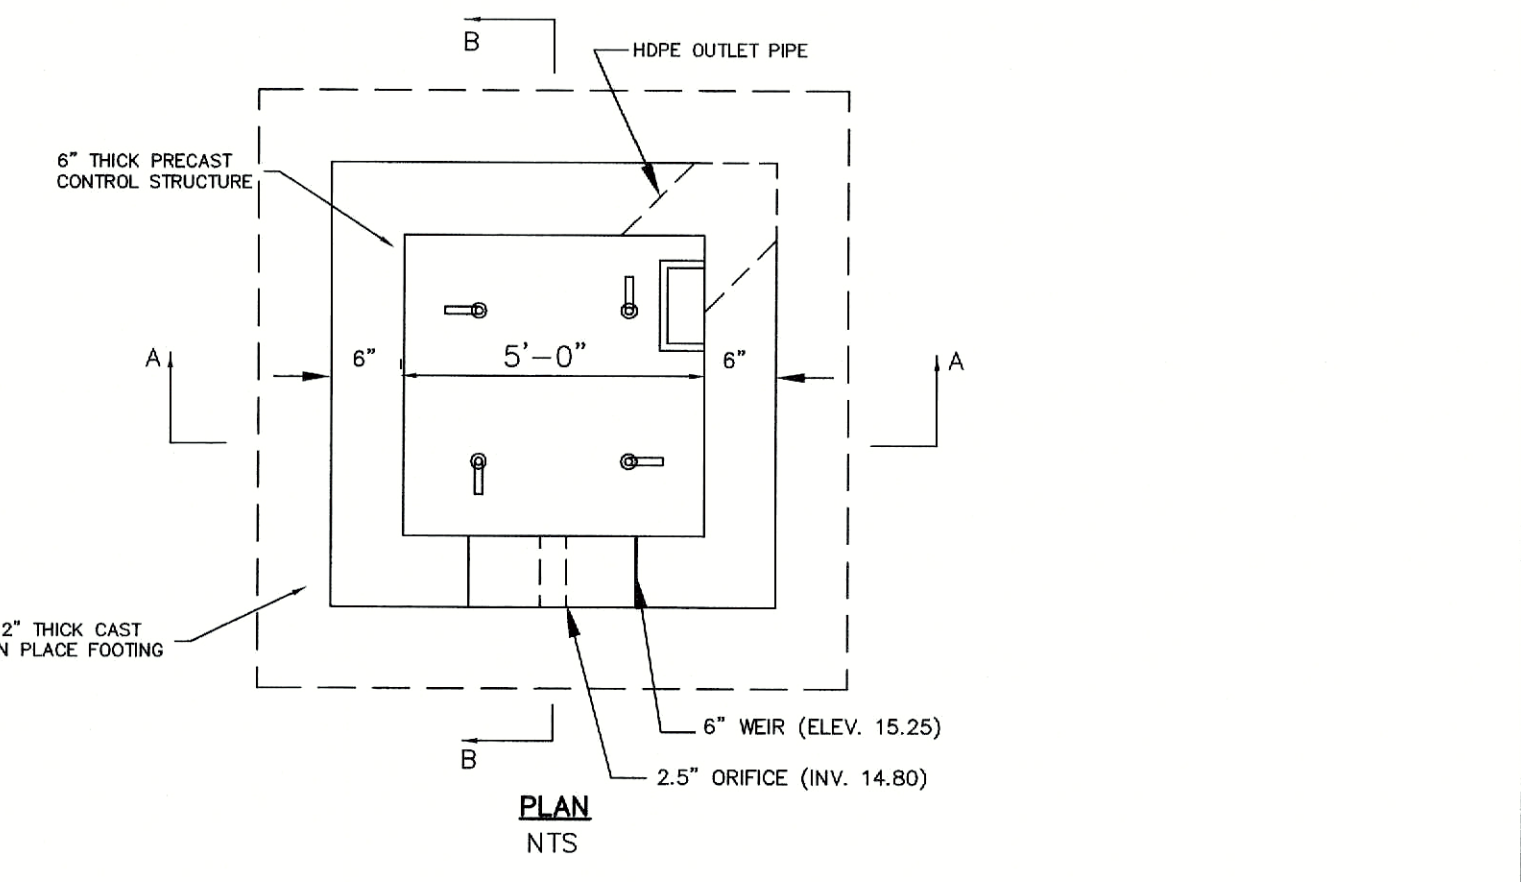 B
HDPE OUTLET PIPE
6” THICK PRECAST
CONTROL STRUCTURE
A
6”
5’–0”
6”
A
2” THICK CAST
N PLACE FOOTING
6” WEIR (ELEV. 15.25)
B
2.5” ORIFICE (INV. 14.80)
PLAN
NTS